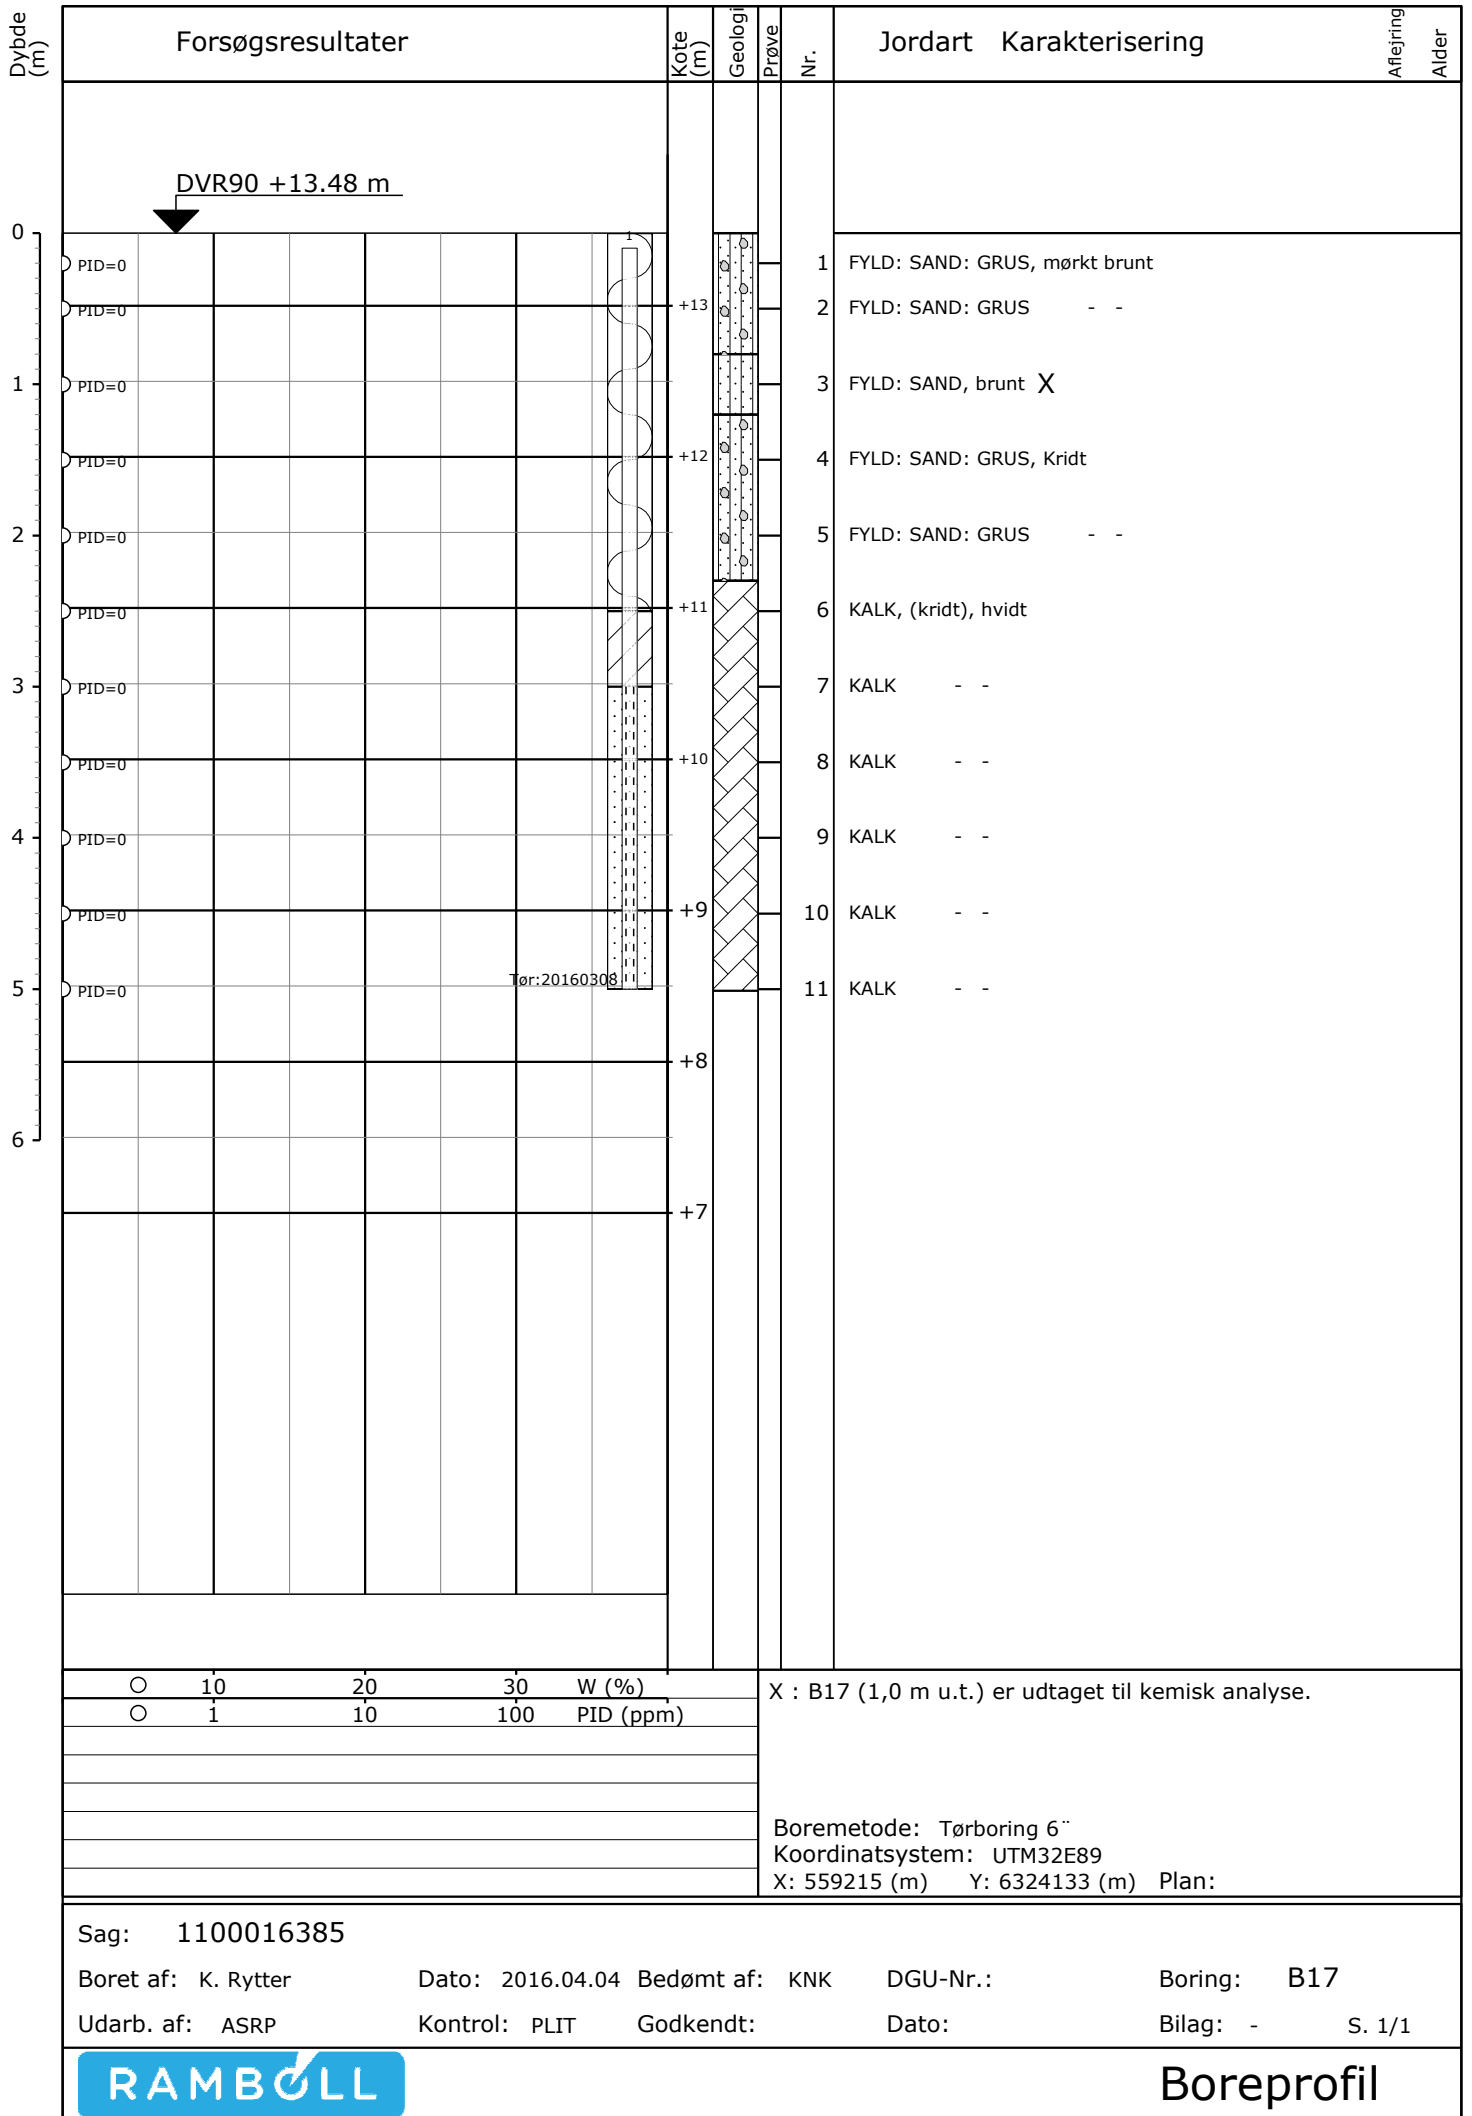 Dybde (m) Forsøgsresultater Kote (m) Geologi Prøve Nr. Jordart Karakterisering Aflejring Alder
DVR90 +13.48 m
0 1
PID=0 1 FYLD: SAND: GRUS, mørkt brunt
PID=0 +13 2 FYLD: SAND: GRUS - -
1 PID=0 3 FYLD: SAND, brunt X
PID=0 +12 4 FYLD: SAND: GRUS, Kridt
2 PID=0 5 FYLD: SAND: GRUS - -
PID=0 +11 6 KALK, (kridt), hvidt
3 PID=0 7 KALK - -
PID=0 +10 8 KALK - -
4 PID=0 9 KALK - -
PID=0 +9 10 KALK - -
Tør:20160308
5 PID=0 11 KALK - -
+8
6
+7
10 20 30 W (%)
1 10 100 PID (ppm)
X : B17 (1,0 m u.t.) er udtaget til kemisk analyse.
Boremetode: Tørboring 6¨
Koordinatsystem: UTM32E89
X: 559215 (m) Y: 6324133 (m) Plan:
Sag: 1100016385
Boret af: K. Rytter Dato: 2016.04.04 Bedømt af: KNK DGU-Nr.: Boring: B17
Udarb. af: ASRP Kontrol: PLIT Godkendt: Dato: Bilag: - S. 1/1
RAMBØLL Boreprofil